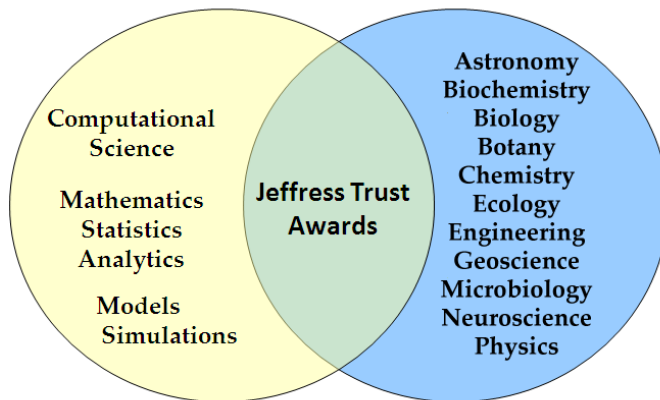 Computational
Science
Mathematics
Statistics
Analytics
Models
Simulations
Jeffress Trust
Awards
Astronomy
Biochemistry
Biology
Botany
Chemistry
Ecology
Engineering
Geoscience
Microbiology
Neuroscience
Physics